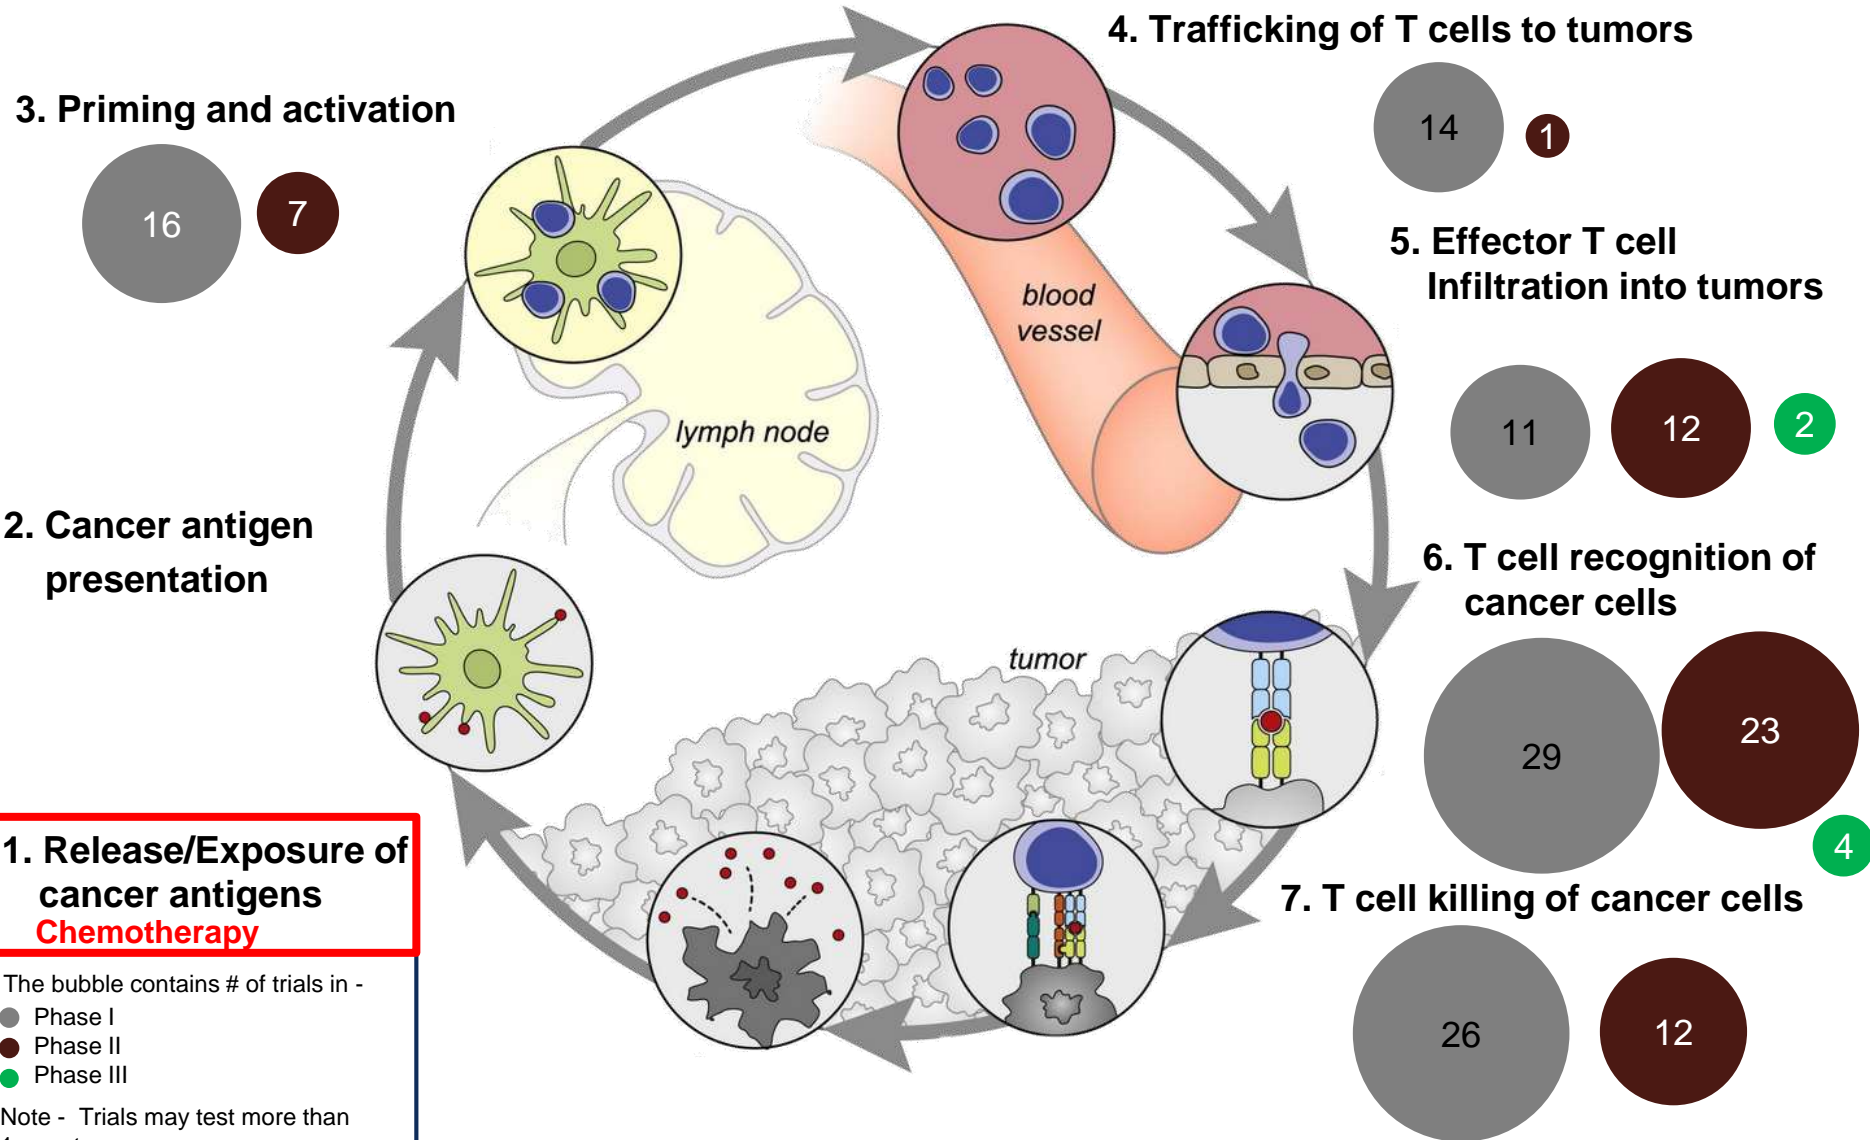 3. Priming and activation
16
7
4. Trafficking of T cells to tumors
14
1
5. Effector T cell
Infiltration into tumors
11
12
2
blood
vessel
lymph node
2. Cancer antigen
presentation
6. T cell recognition of
cancer cells
29
23
4
tumor
7. T cell killing of cancer cells
26
12
1. Release/Exposure of
cancer antigens
Chemotherapy
The bubble contains # of trials in -
Phase I
Phase II
Phase III
Note - Trials may test more than